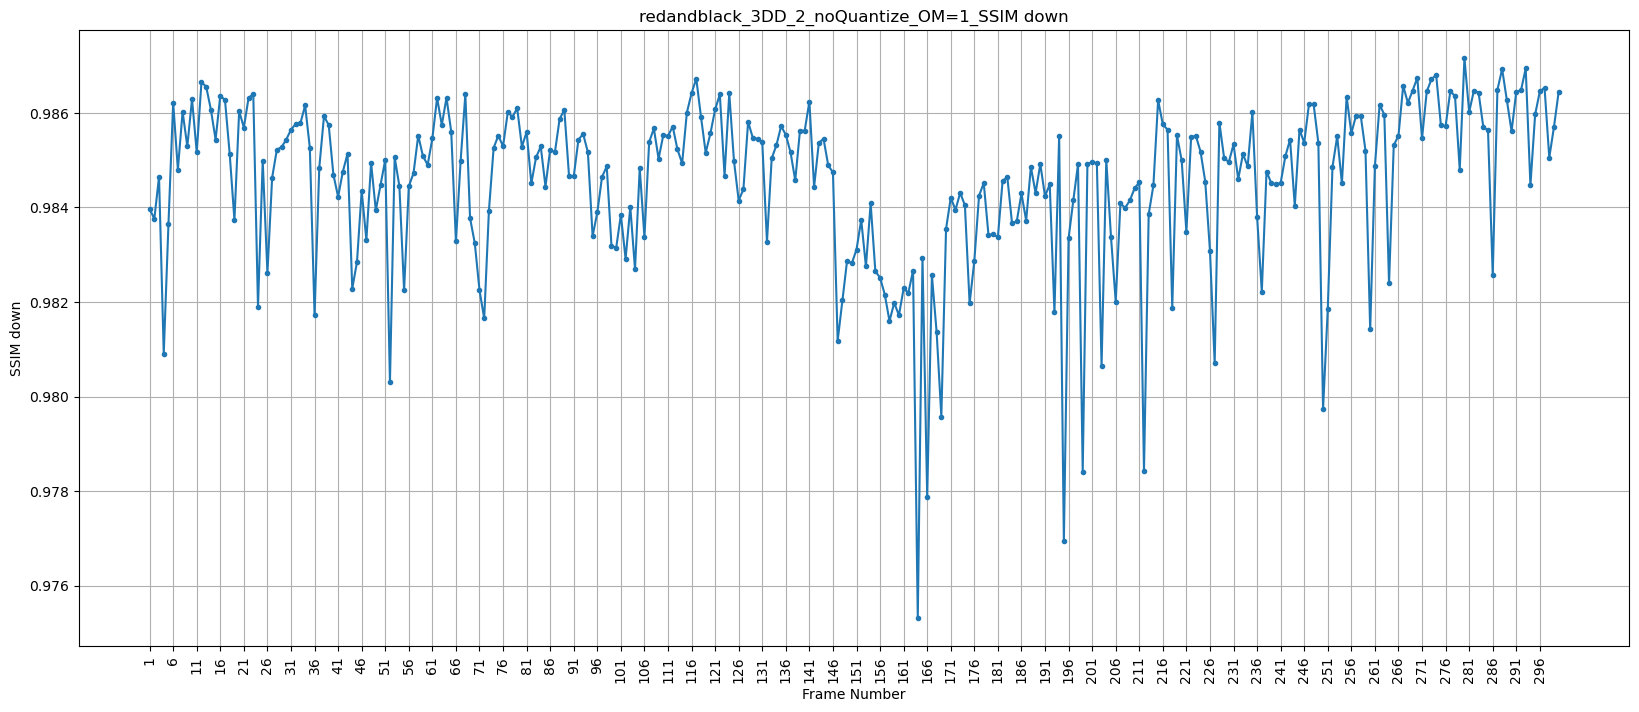 redandblack_3DD_2_noQuantize_OM=1_SSIM down
SSIM down
0.986
0.984
0.982
0.980
0.978
0.976
1 6 11 16 21 26 31 36 41 46 51 56 61 66 71 76 81 86 91 96 101 106 111 116 121 126 131 136 141 146 151 156 161 166 171 176 181 186 191 196 201 206 211 216 221 226 231 236 241 246 251 256 261 266 271 276 281 286 291 296
Frame Number